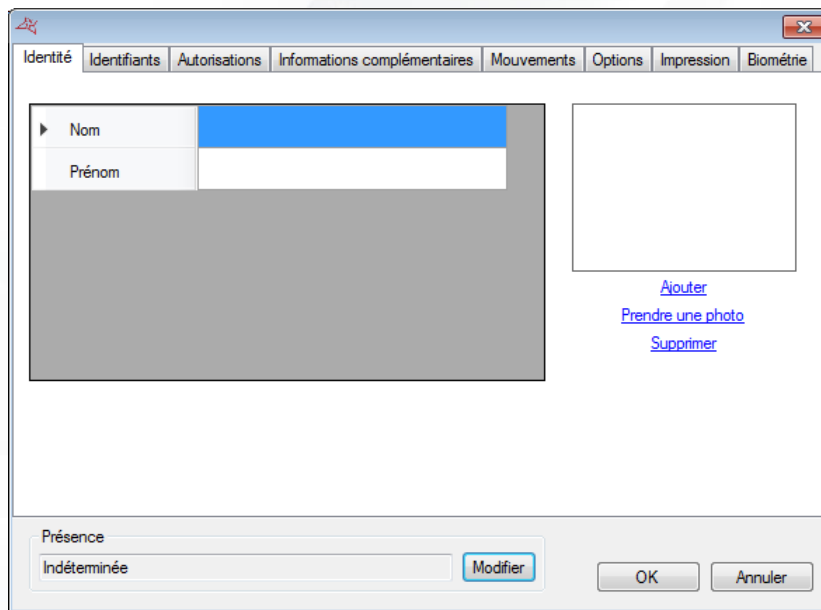 Identité Identifiants Autorisations Informations complémentaires Mouvements Options Impression Biométrie
Nom
Prénom
Ajouter
Prendre une photo
Supprimer
Présence
Indéterminée Modifier
OK Annuler